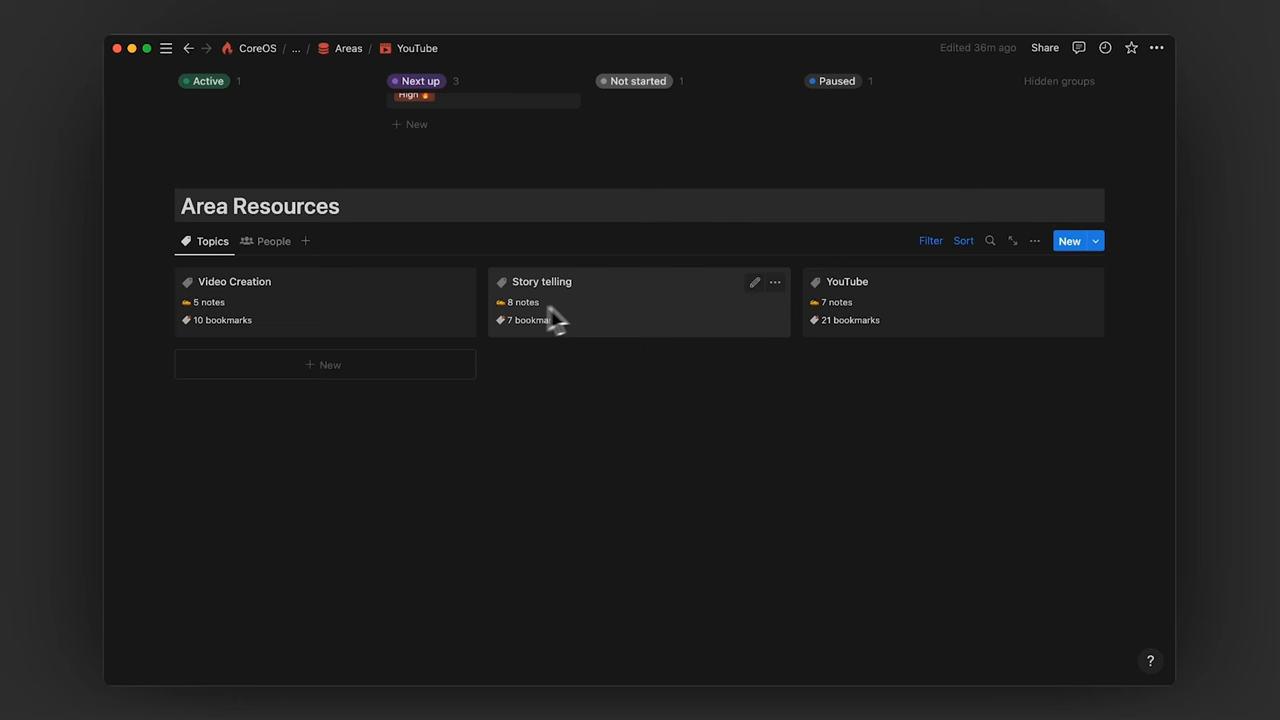 CoreOS / ... / Areas / YouTube
Edited 36m ago Share
Active 1 Next up 3 Not started 1 Paused 1 Hidden groups
High
+ New
Area Resources
Topics People +
Filter Sort New
Video Creation
5 notes
10 bookmarks
Story telling
8 notes
7
YouTube
7 notes
21 bookmarks
+ New
?